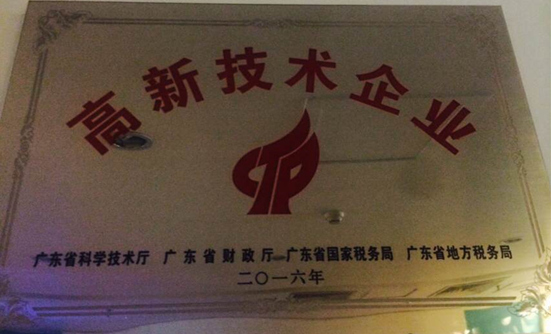 高新技术企业
广东省科学技术厅 广东省财政厅 广东省国家税务局 广东省地方税务局
二〇一六年